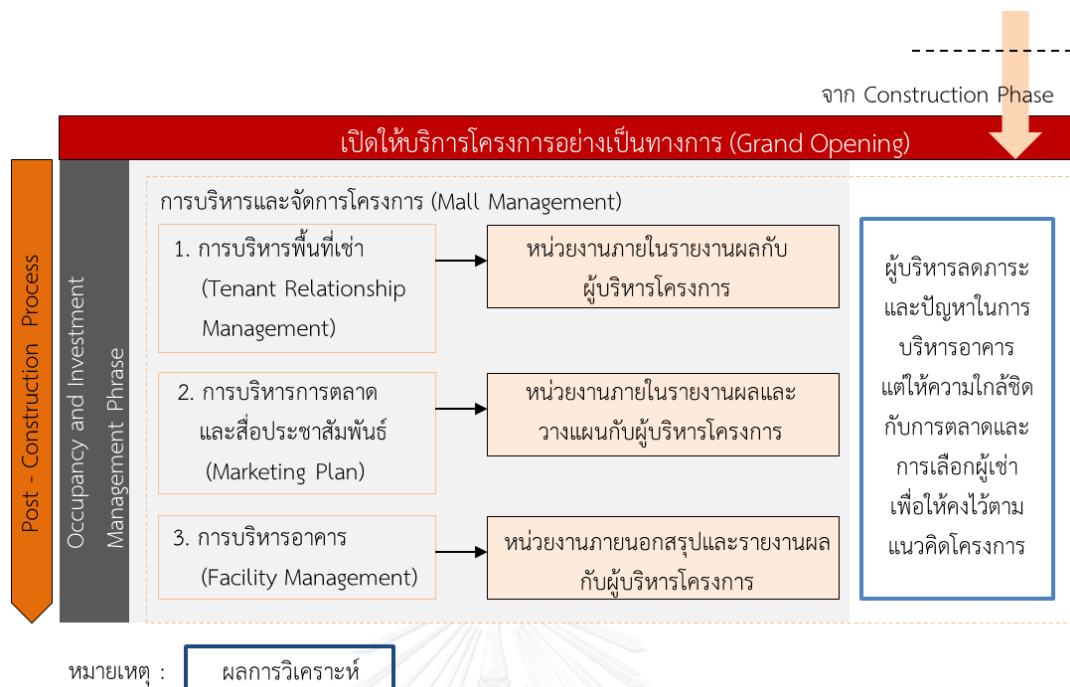 จาก Construction Phase
เปิดให้บริการโครงการอย่างเป็นทางการ (Grand Opening)
Post - Construction Process
Occupancy and Investment
Management Phrase
การบริหารและจัดการโครงการ (Mall Management)
1. การบริหารพื้นที่เช่า
(Tenant Relationship
Management)
หน่วยงานภายในรายงานผลกับ
ผู้บริหารโครงการ
2. การบริหารการตลาด
และสื่อประชาสัมพันธ์
(Marketing Plan)
หน่วยงานภายในรายงานผลและ
วางแผนกับผู้บริหารโครงการ
3. การบริหารอาคาร
(Facility Management)
หน่วยงานภายนอกสรุปและรายงานผล
กับผู้บริหารโครงการ
ผู้บริหารลดภาระ
และปัญหาในการ
บริหารอาคาร
แต่ให้ความใกล้ชิด
กับการตลาดและ
การเลือกผู้เช่า
เพื่อให้คงไว้ตาม
แนวคิดโครงการ
หมายเหตุ :
ผลการวิเคราะห์